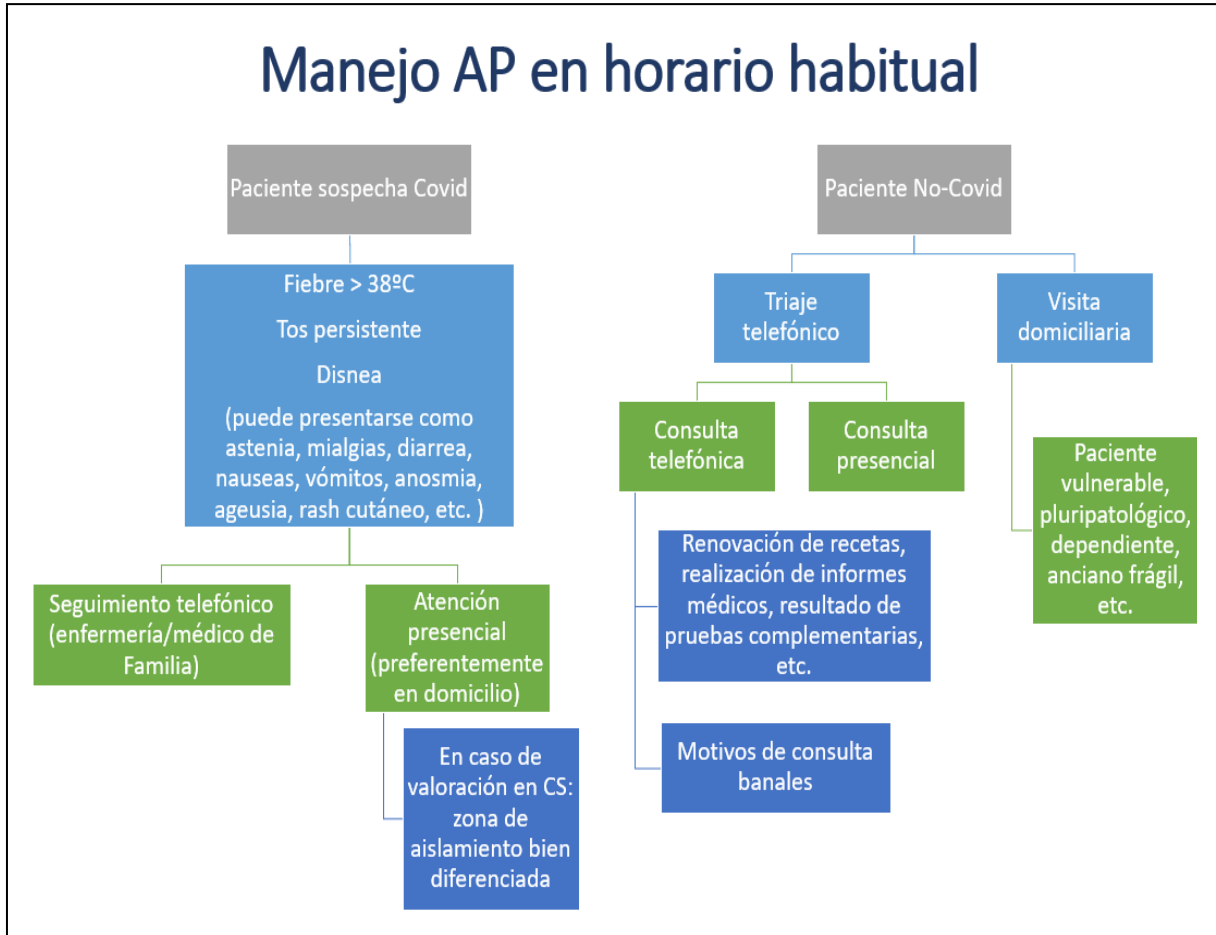 Manejo AP en horario habitual
Paciente sospecha Covid
Fiebre > 38ºC
Tos persistente
Disnea
(puede presentarse como
astenia, mialgias, diarrea,
nauseas, vómitos, anosmia,
ageusia, rash cutáneo, etc. )
Seguimiento telefónico
(enfermería/médico de
Familia)
Atención
presencial
(preferentemente
en domicilio)
En caso de
valoración en CS:
zona de
aislamiento bien
diferenciada
Paciente No-Covid
Triaje
telefónico
Consulta
telefónica
Renovación de recetas,
realización de informes
médicos, resultado de
pruebas complementarias,
etc.
Motivos de consulta
banales
Consulta
presencial
Visita
domiciliaria
Paciente
vulnerable,
pluripatológico,
dependiente,
anciano frágil,
etc.